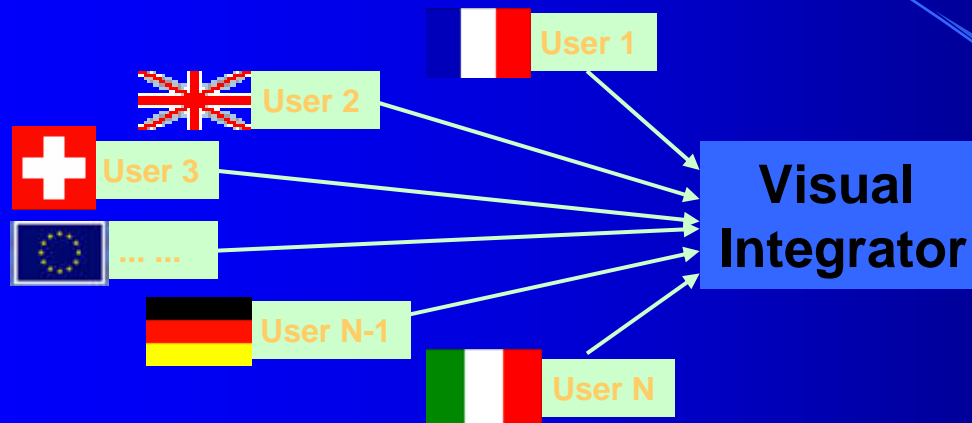 User 1
User 2
User 3
... ...
User N-1
User N
Visual
Integrator